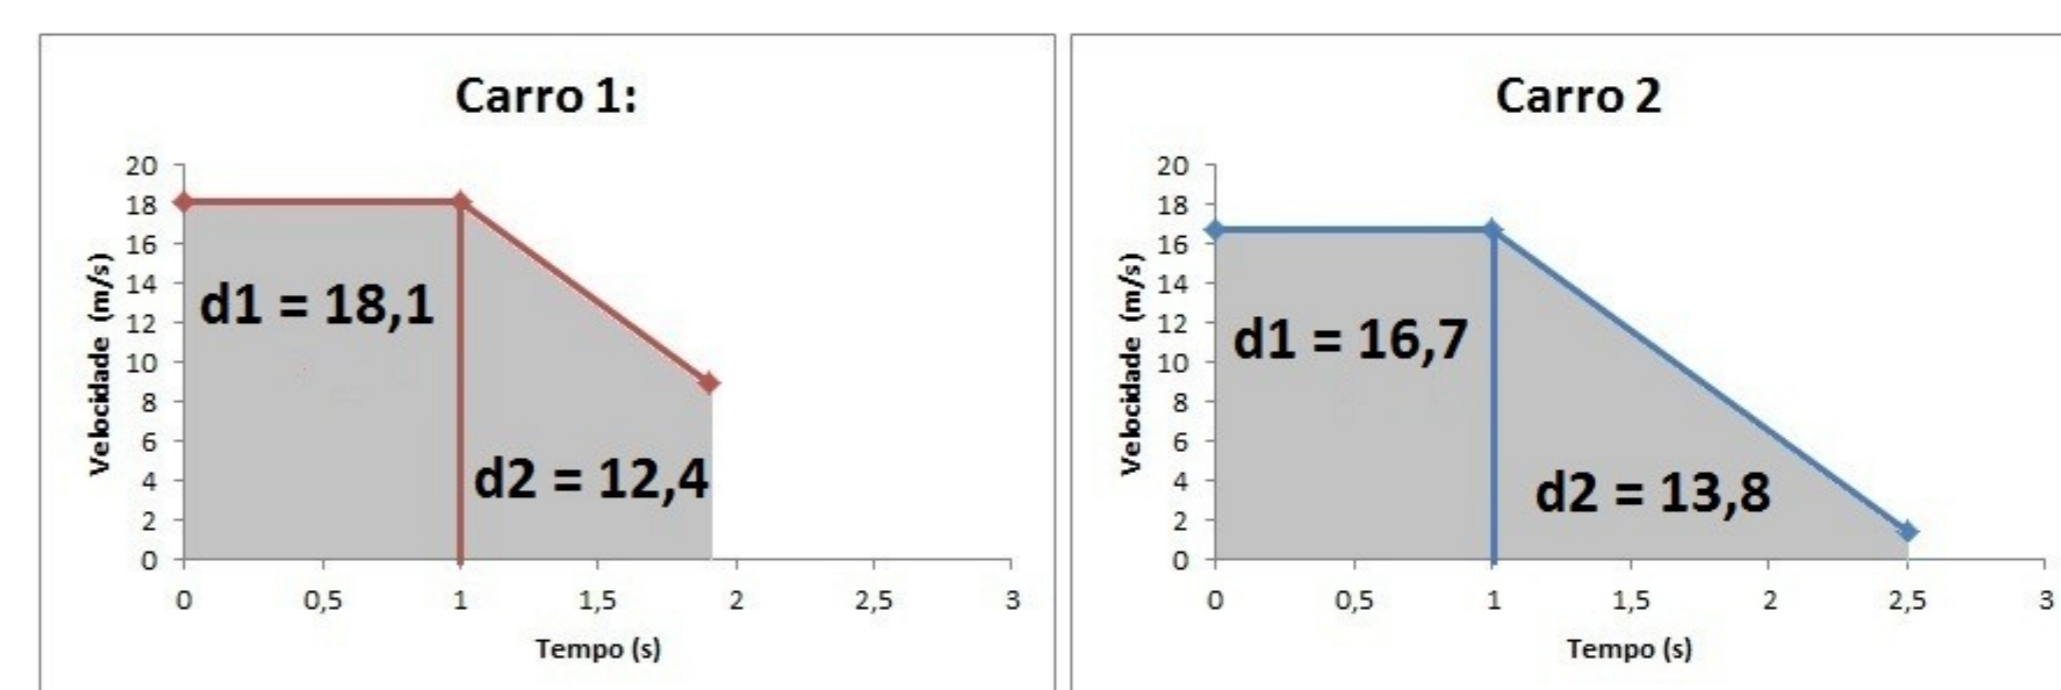 Carro 1:
20
18
16
14
12
10
8
6
4
2
0
Velocidade (m/s)
d1 = 18,1
d2 = 12,4
0 0,5 1 1,5 2 2,5 3
Tempo (s)
Carro 2
20
18
16
14
12
10
8
6
4
2
0
Velocidade (m/s)
d1 = 16,7
d2 = 13,8
0 0,5 1 1,5 2 2,5 3
Tempo (s)